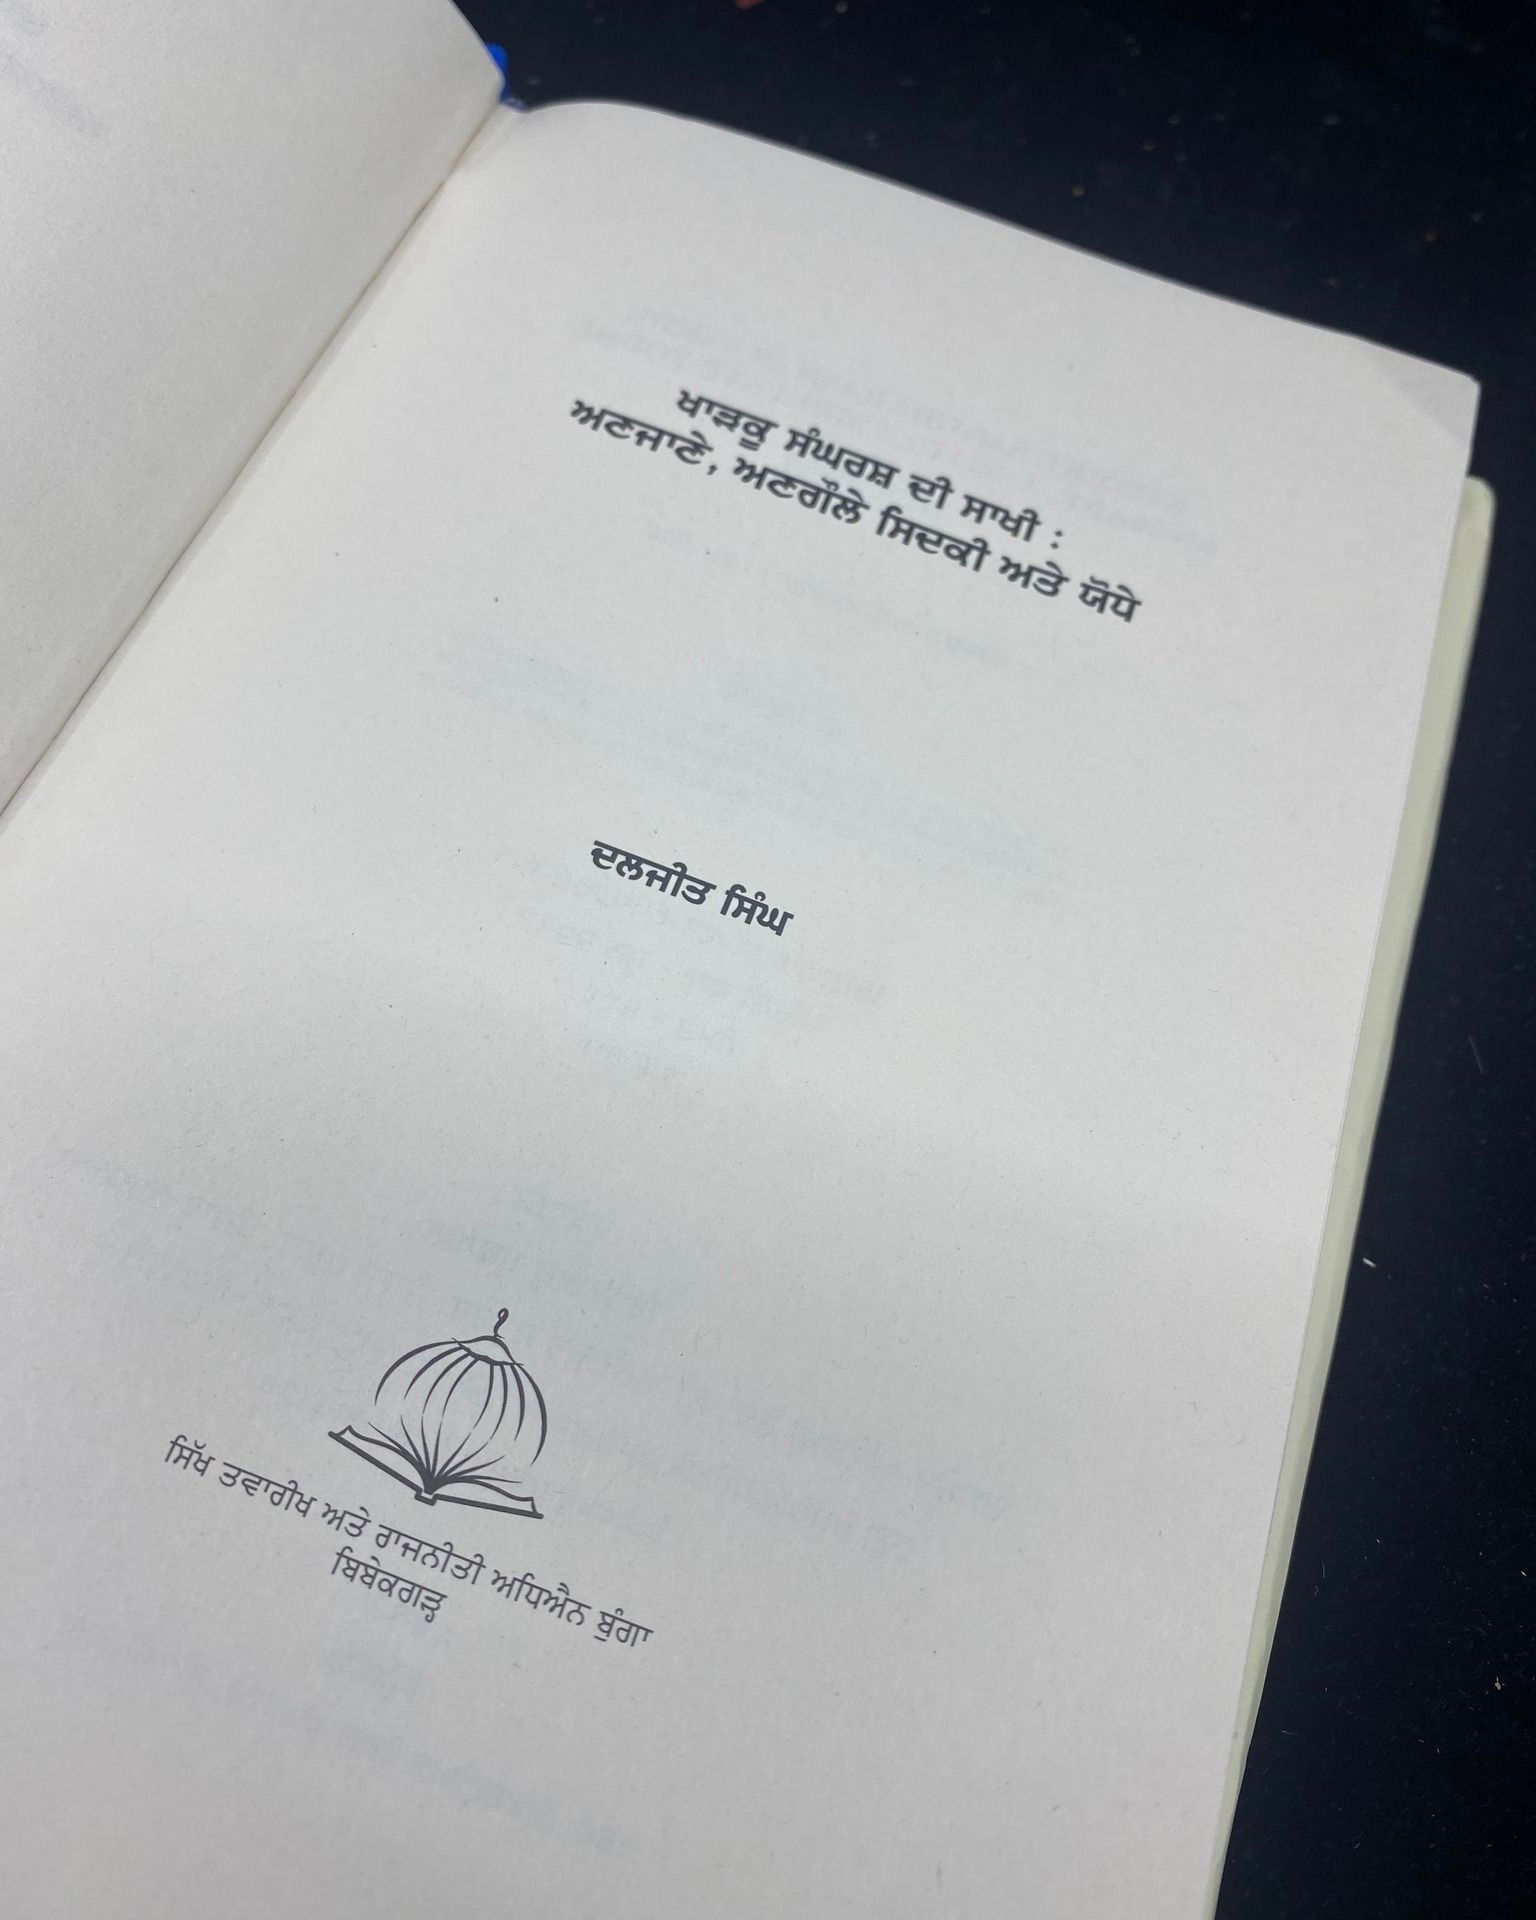 ਖਾੜਕੂ ਸੰਘਰਸ਼ ਦੀ ਸਾਖੀ :
ਅਣਜਾਣੇ, ਅਣਗੌਲੇ ਸਿਦਕੀ ਅਤੇ ਯੋਧੇ
ਦਲਜੀਤ ਸਿੰਘ
ਸਿੱਖ ਤਵਾਰੀਖ ਅਤੇ ਰਾਜਨੀਤੀ ਅਧਿਐਨ ਬੁੰਗਾ
ਬਿਬੇਕਗੜ੍ਹ